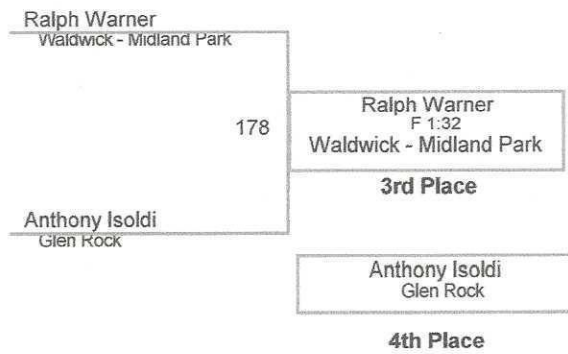 Ralph Warner
Waldwick - Midland Park
178
Ralph Warner
F 1:32
Waldwick - Midland Park
3rd Place
Anthony Isoldi
Glen Rock
Anthony Isoldi
Glen Rock
4th Place